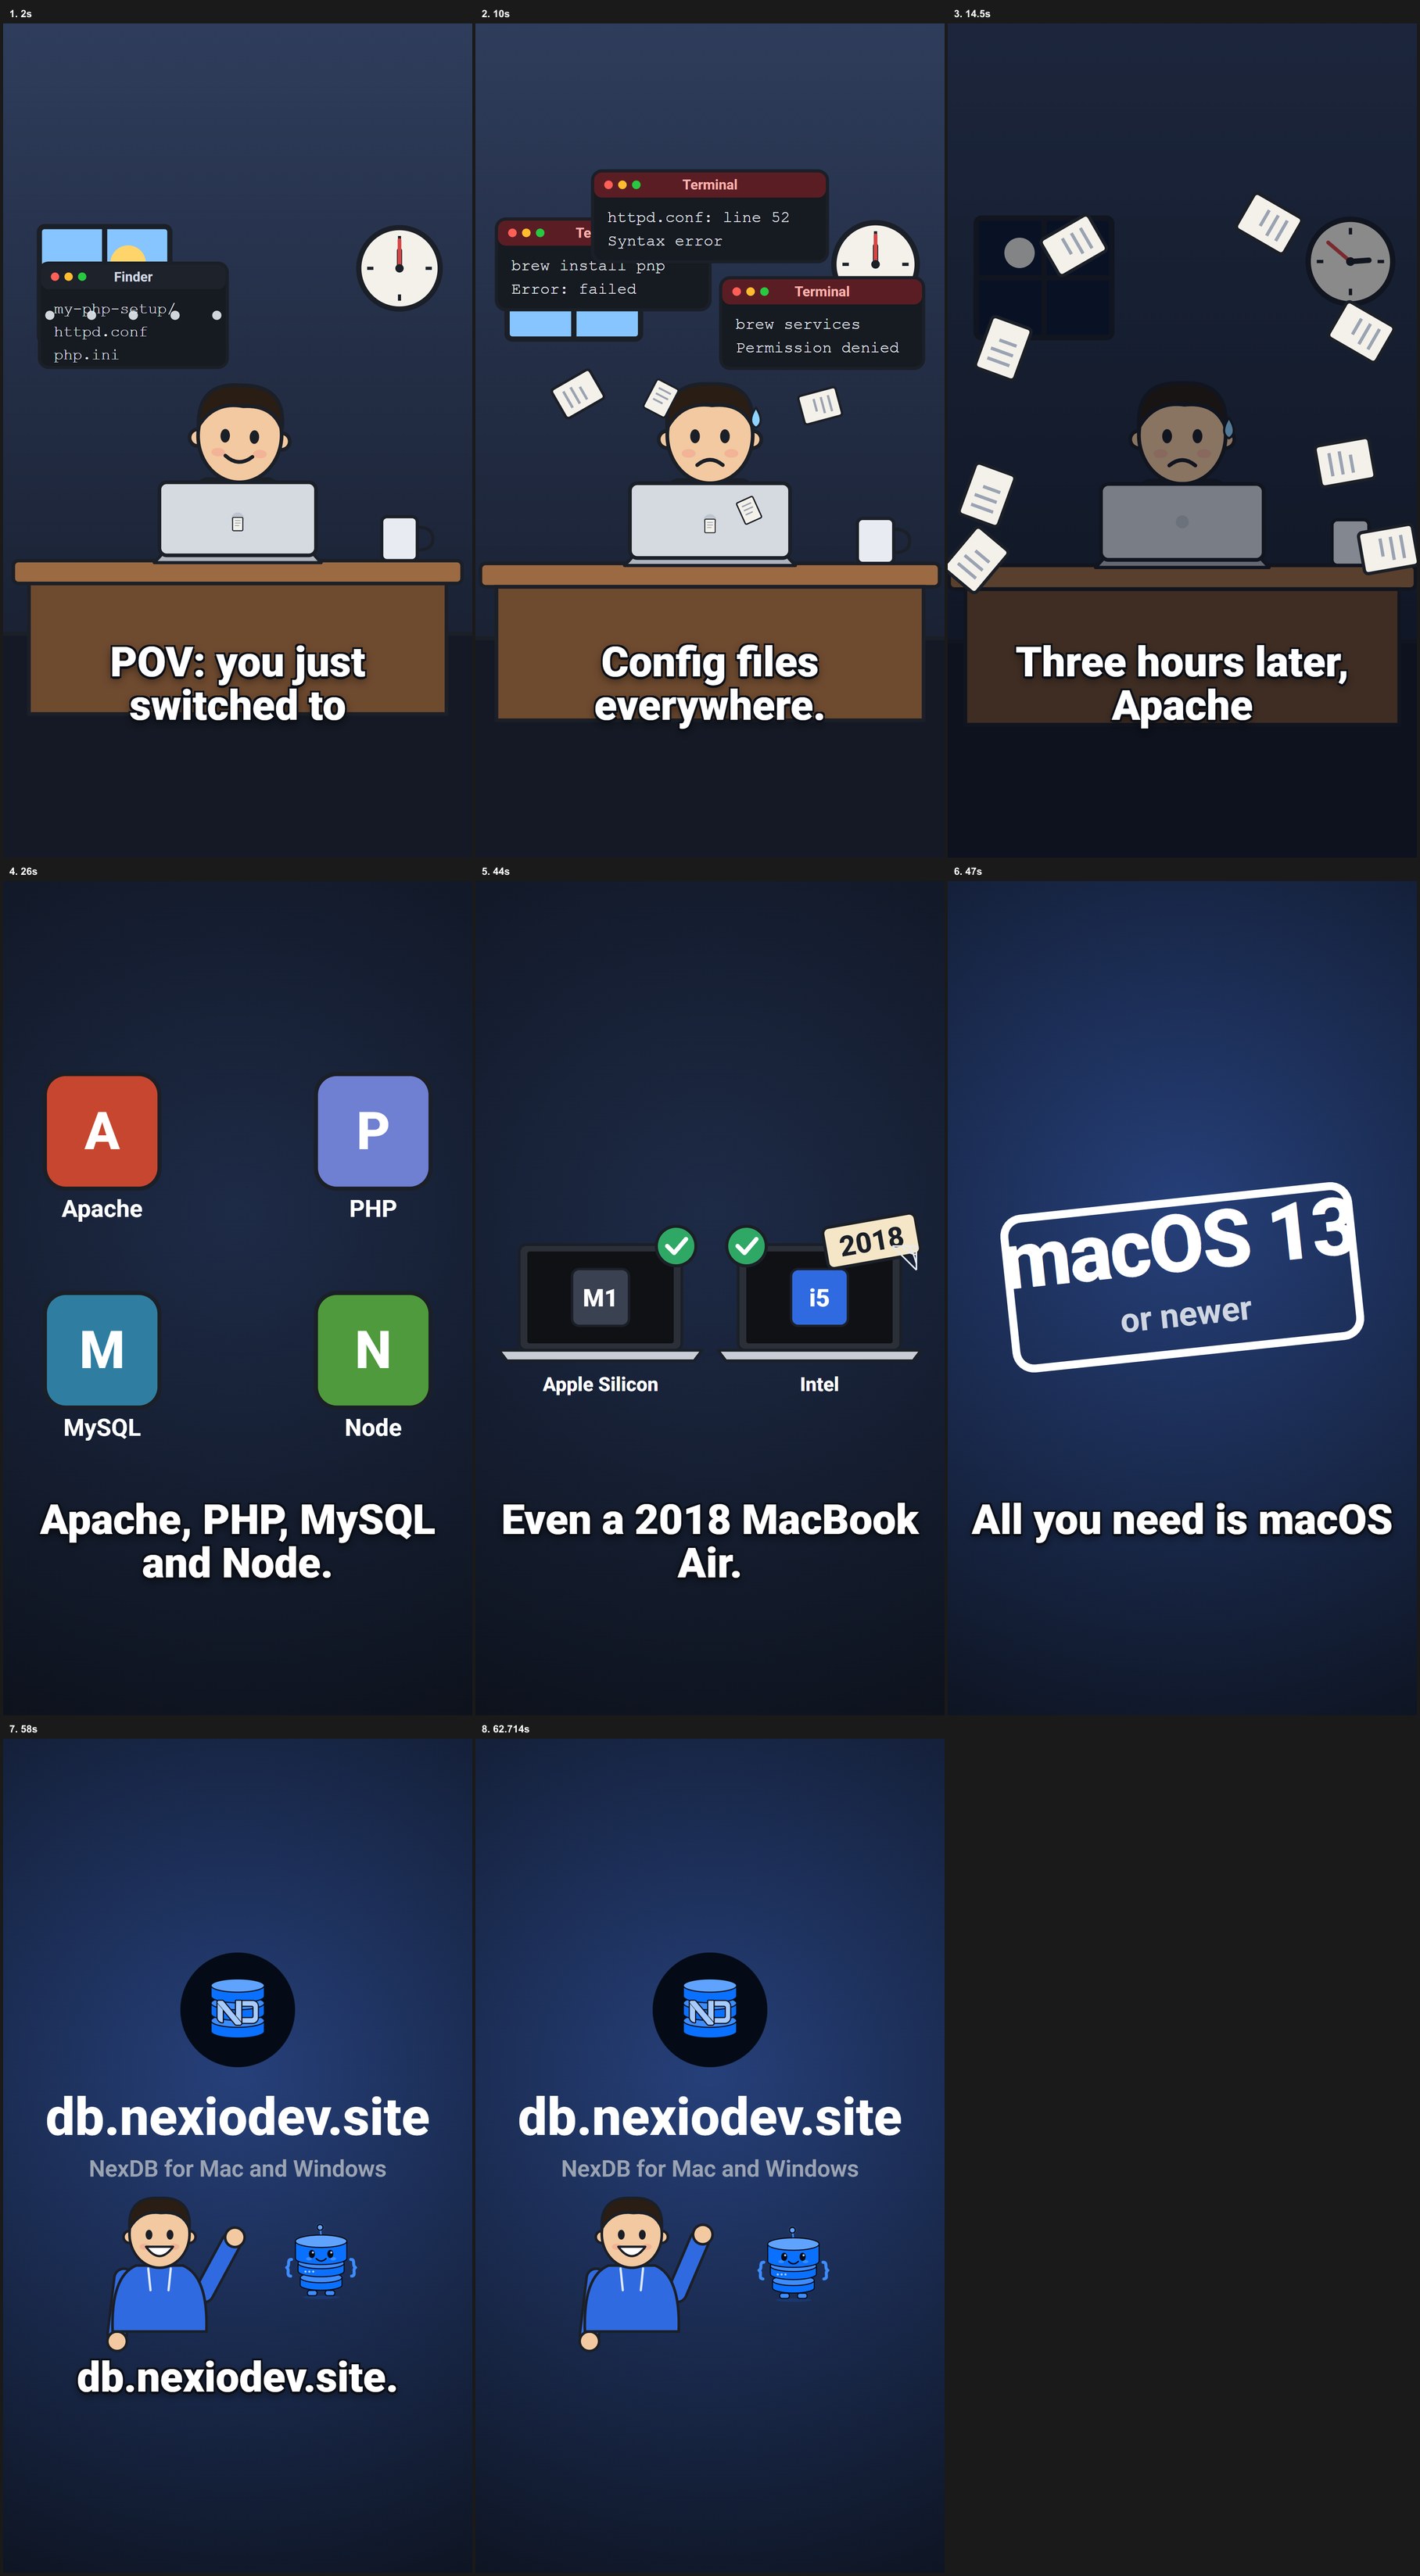 1. 2s
Finder
my-php-setup/
httpd.conf
php.ini
POV: you just
switched to
2. 10s
Terminal
httpd.conf: line 52
Syntax error
Te
brew install pnp
Error: failed
Terminal
brew services
Permission denied
Config files
everywhere.
3. 14.5s
Three hours later,
Apache
4. 26s
A
Apache
P
PHP
M
MySQL
N
Node
Apache, PHP, MySQL
and Node.
5. 44s
M1
Apple Silicon
2018
i5
Intel
Even a 2018 MacBook
Air.
6. 47s
macOS 13
or newer
All you need is macOS
7. 58s
ND
db.nexiodev.site
NexDB for Mac and Windows
db.nexiodev.site.
8. 62.714s
ND
db.nexiodev.site
NexDB for Mac and Windows